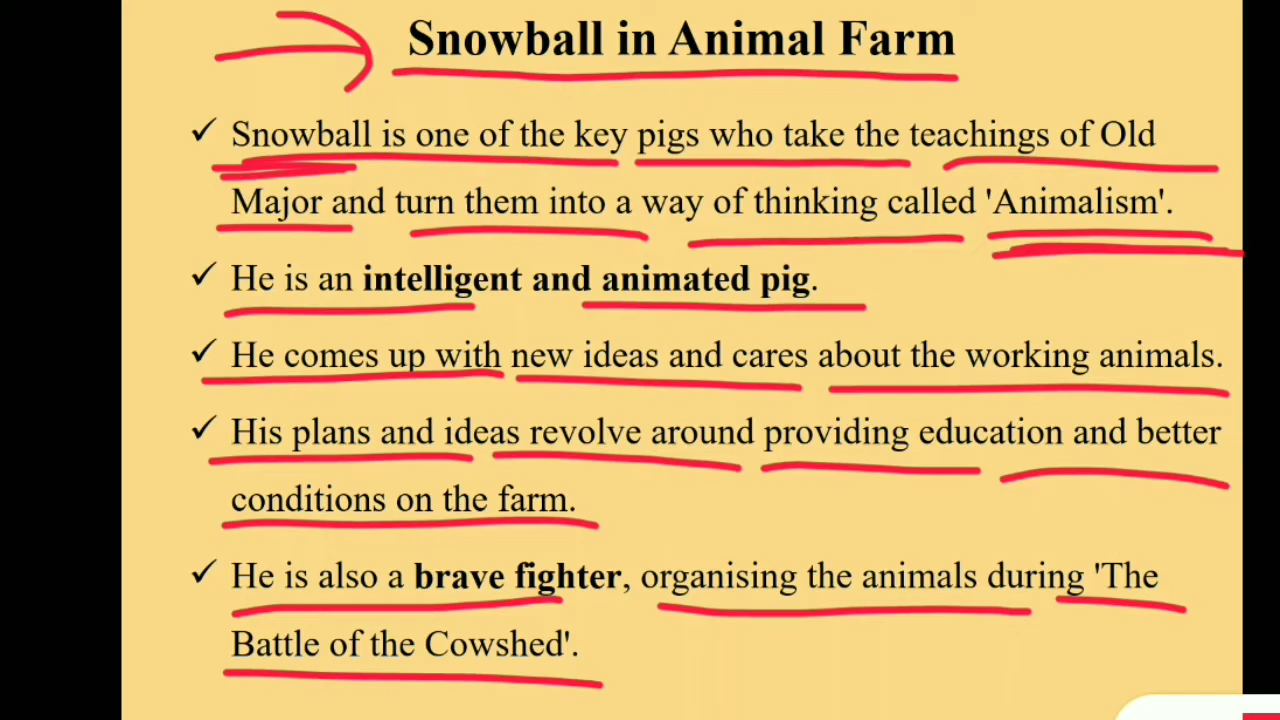 Snowball in Animal Farm
✓ Snowball is one of the key pigs who take the teachings of Old
Major and turn them into a way of thinking called 'Animalism'.
✓ He is an intelligent and animated pig.
✓ He comes up with new ideas and cares about the working animals.
✓ His plans and ideas revolve around providing education and better
conditions on the farm.
✓ He is also a brave fighter, organising the animals during 'The
Battle of the Cowshed'.